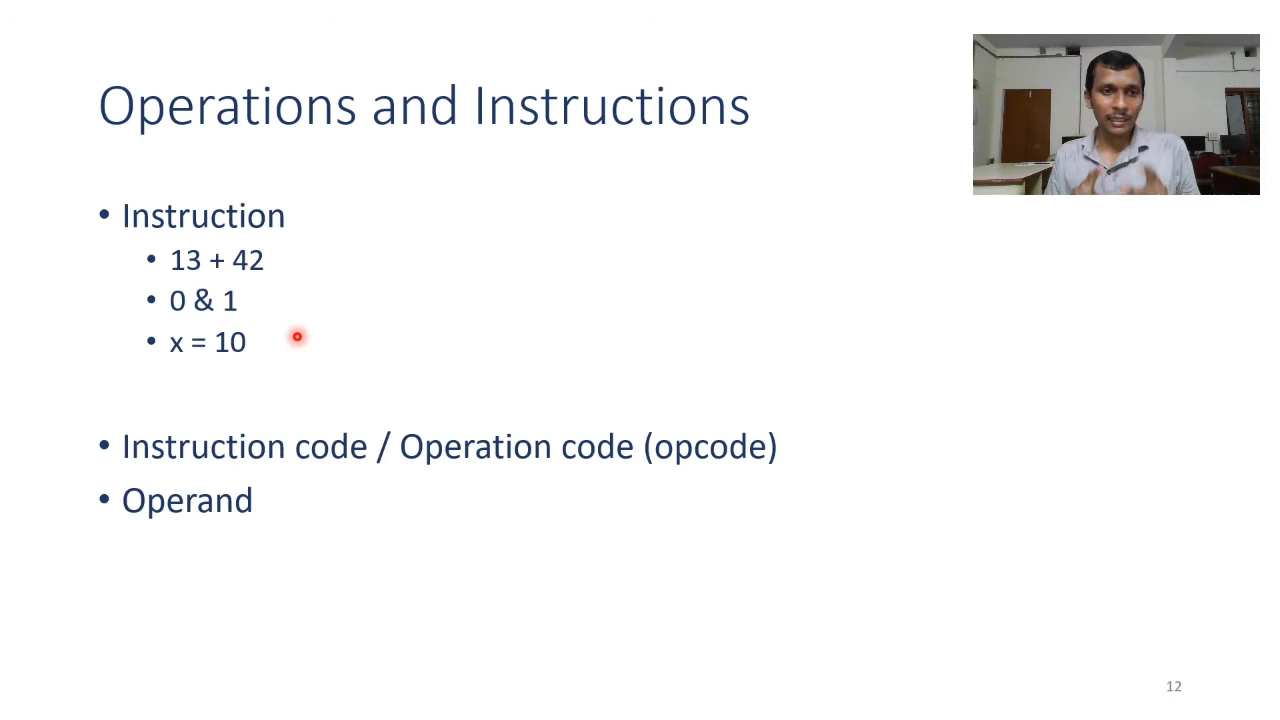 Operations and Instructions
• Instruction
• 13 + 42
• 0 & 1
• x = 10
• Instruction code / Operation code (opcode)
• Operand
12